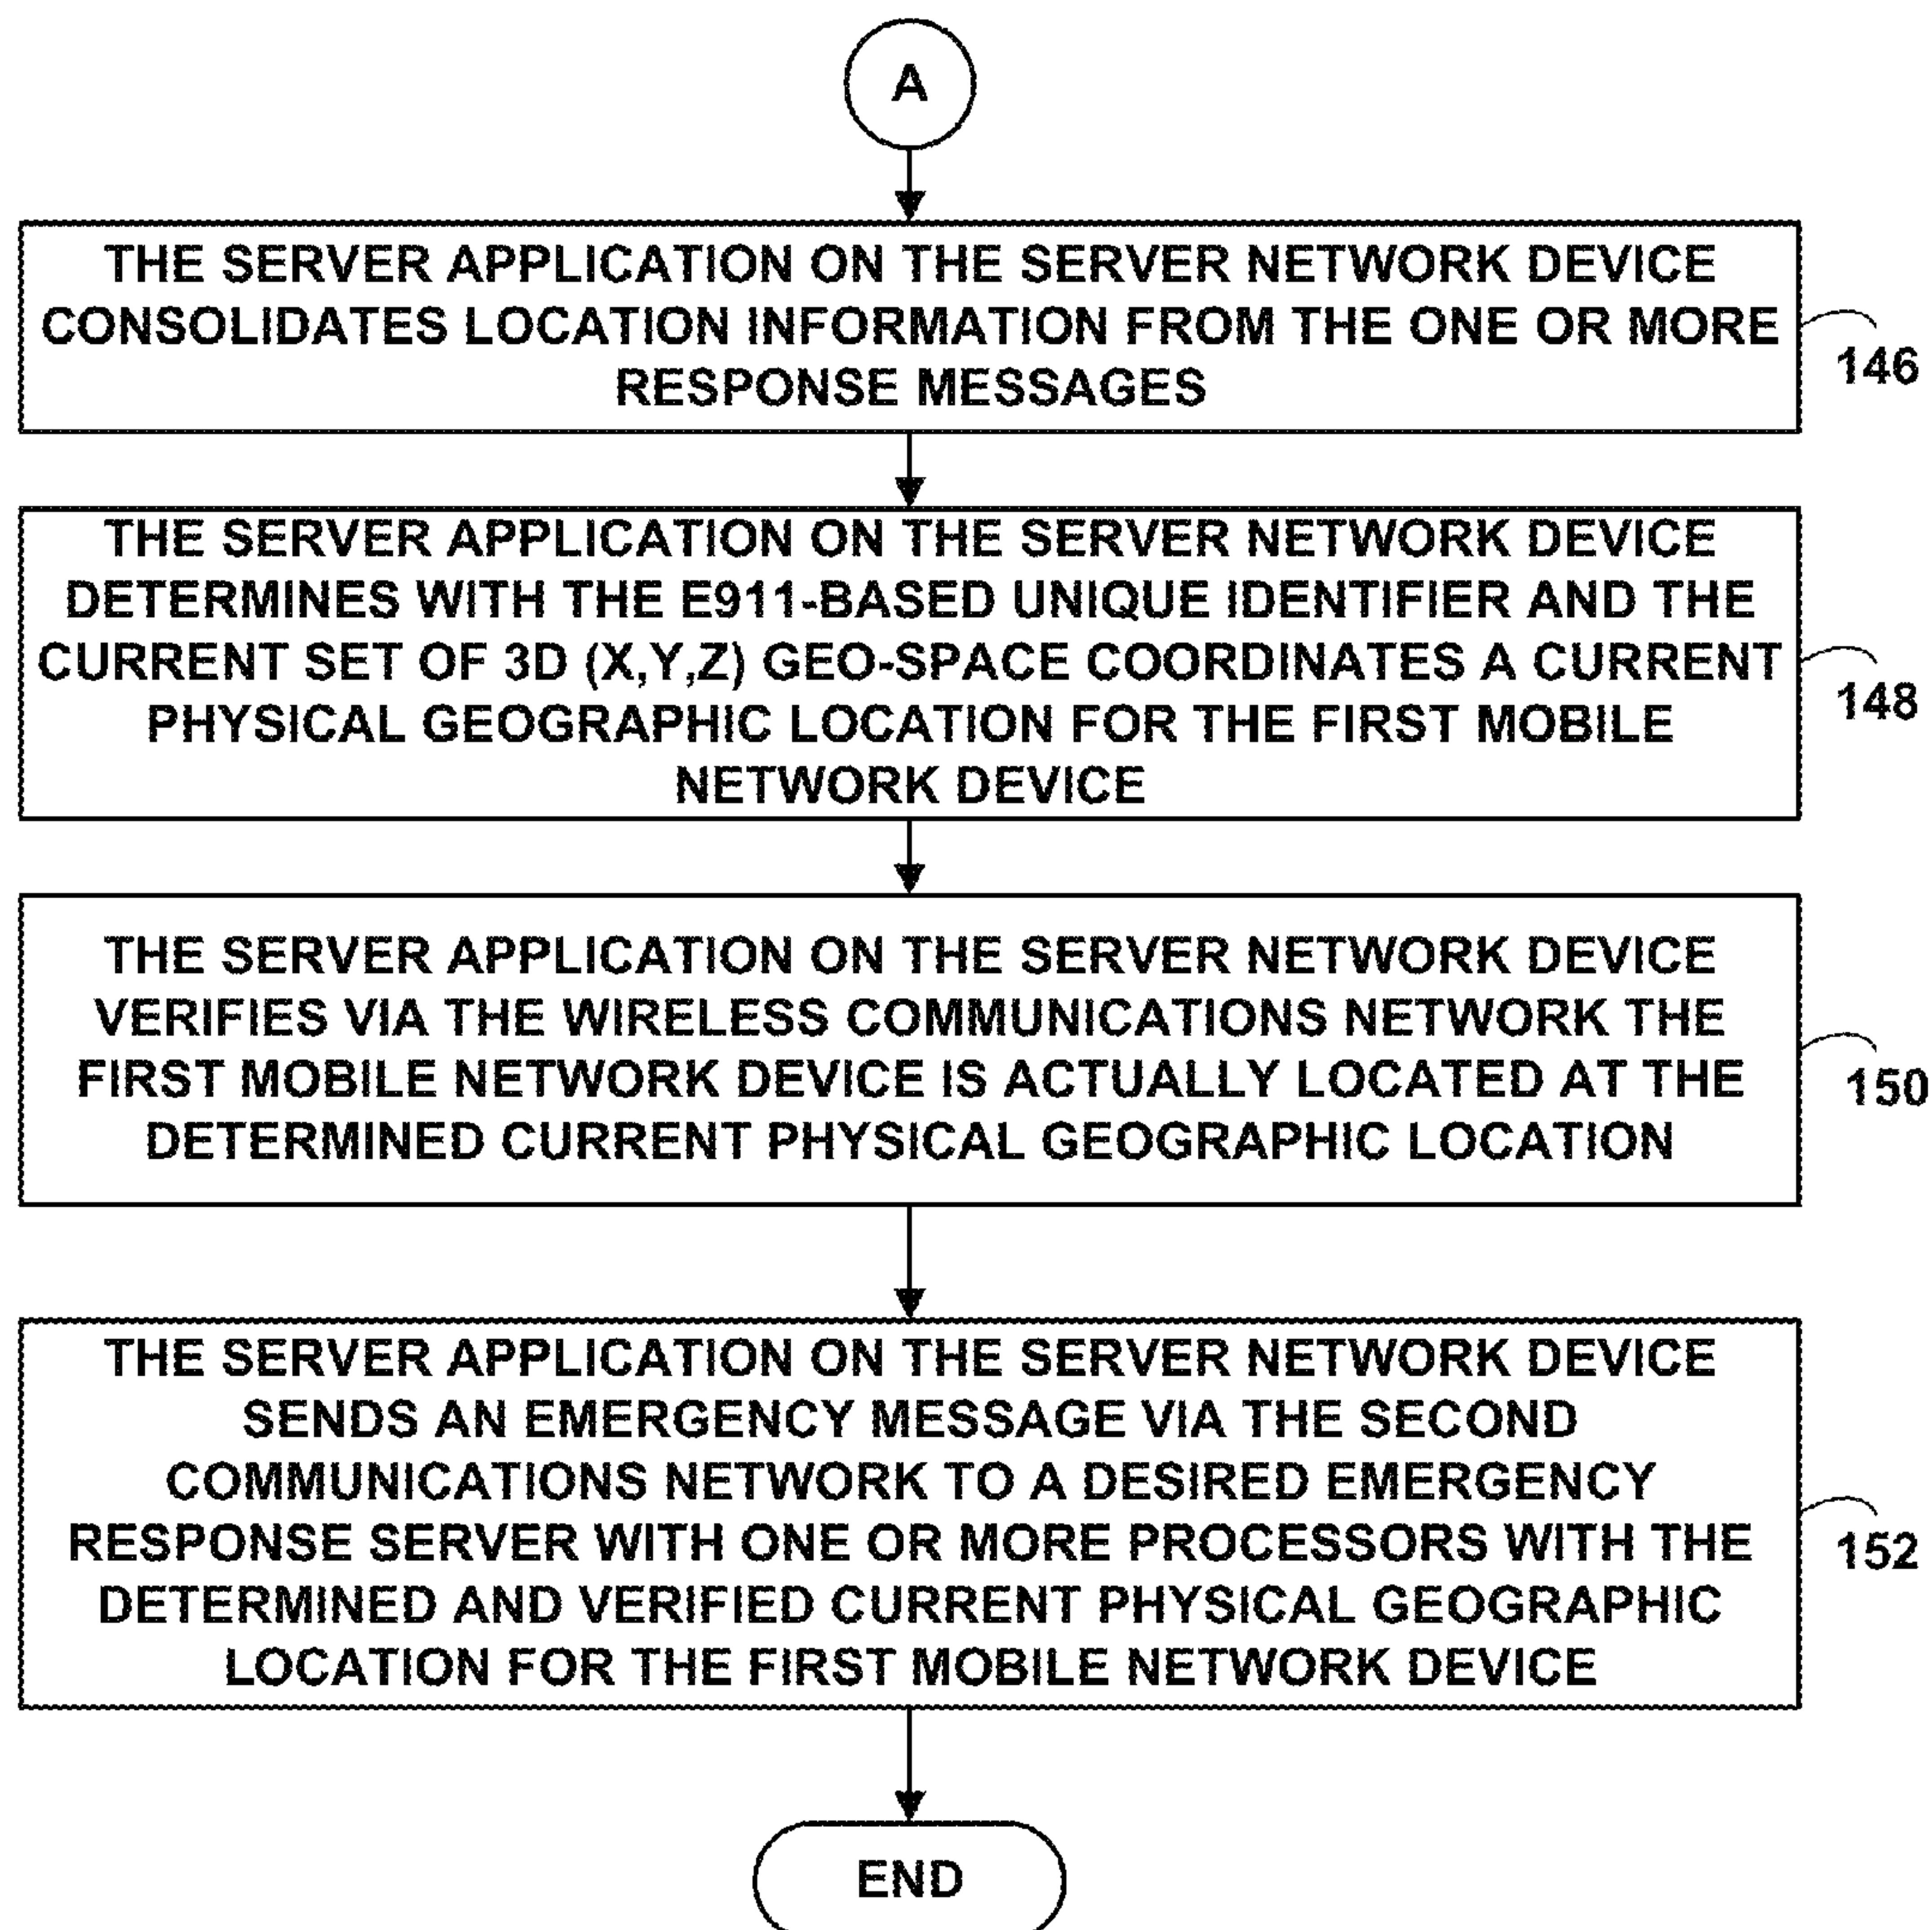 A
THE SERVER APPLICATION ON THE SERVER NETWORK DEVICE
CONSOLIDATES LOCATION INFORMATION FROM THE ONE OR MORE
RESPONSE MESSAGES
146
THE SERVER APPLICATION ON THE SERVER NETWORK DEVICE
DETERMINES WITH THE E911-BASED UNIQUE IDENTIFIER AND THE
CURRENT SET OF 3D (X,Y,Z) GEO-SPACE COORDINATES A CURRENT
PHYSICAL GEOGRAPHIC LOCATION FOR THE FIRST MOBILE
NETWORK DEVICE
148
THE SERVER APPLICATION ON THE SERVER NETWORK DEVICE
VERIFIES VIA THE WIRELESS COMMUNICATIONS NETWORK THE
FIRST MOBILE NETWORK DEVICE IS ACTUALLY LOCATED AT THE
DETERMINED CURRENT PHYSICAL GEOGRAPHIC LOCATION
150
THE SERVER APPLICATION ON THE SERVER NETWORK DEVICE
SENDS AN EMERGENCY MESSAGE VIA THE SECOND
COMMUNICATIONS NETWORK TO A DESIRED EMERGENCY
RESPONSE SERVER WITH ONE OR MORE PROCESSORS WITH THE
DETERMINED AND VERIFIED CURRENT PHYSICAL GEOGRAPHIC
LOCATION FOR THE FIRST MOBILE NETWORK DEVICE
152
END